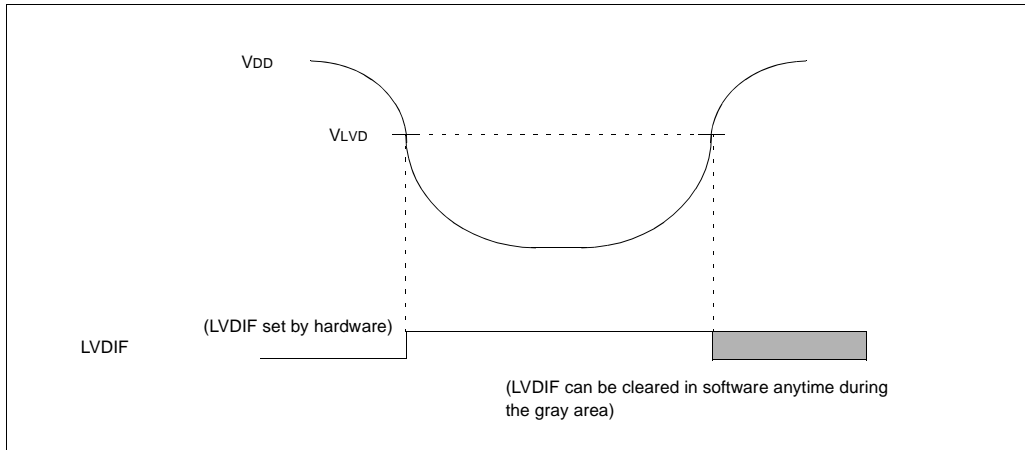 VDD
VLVD
(LVDIF set by hardware)
LVDIF
(LVDIF can be cleared in software anytime during
the gray area)